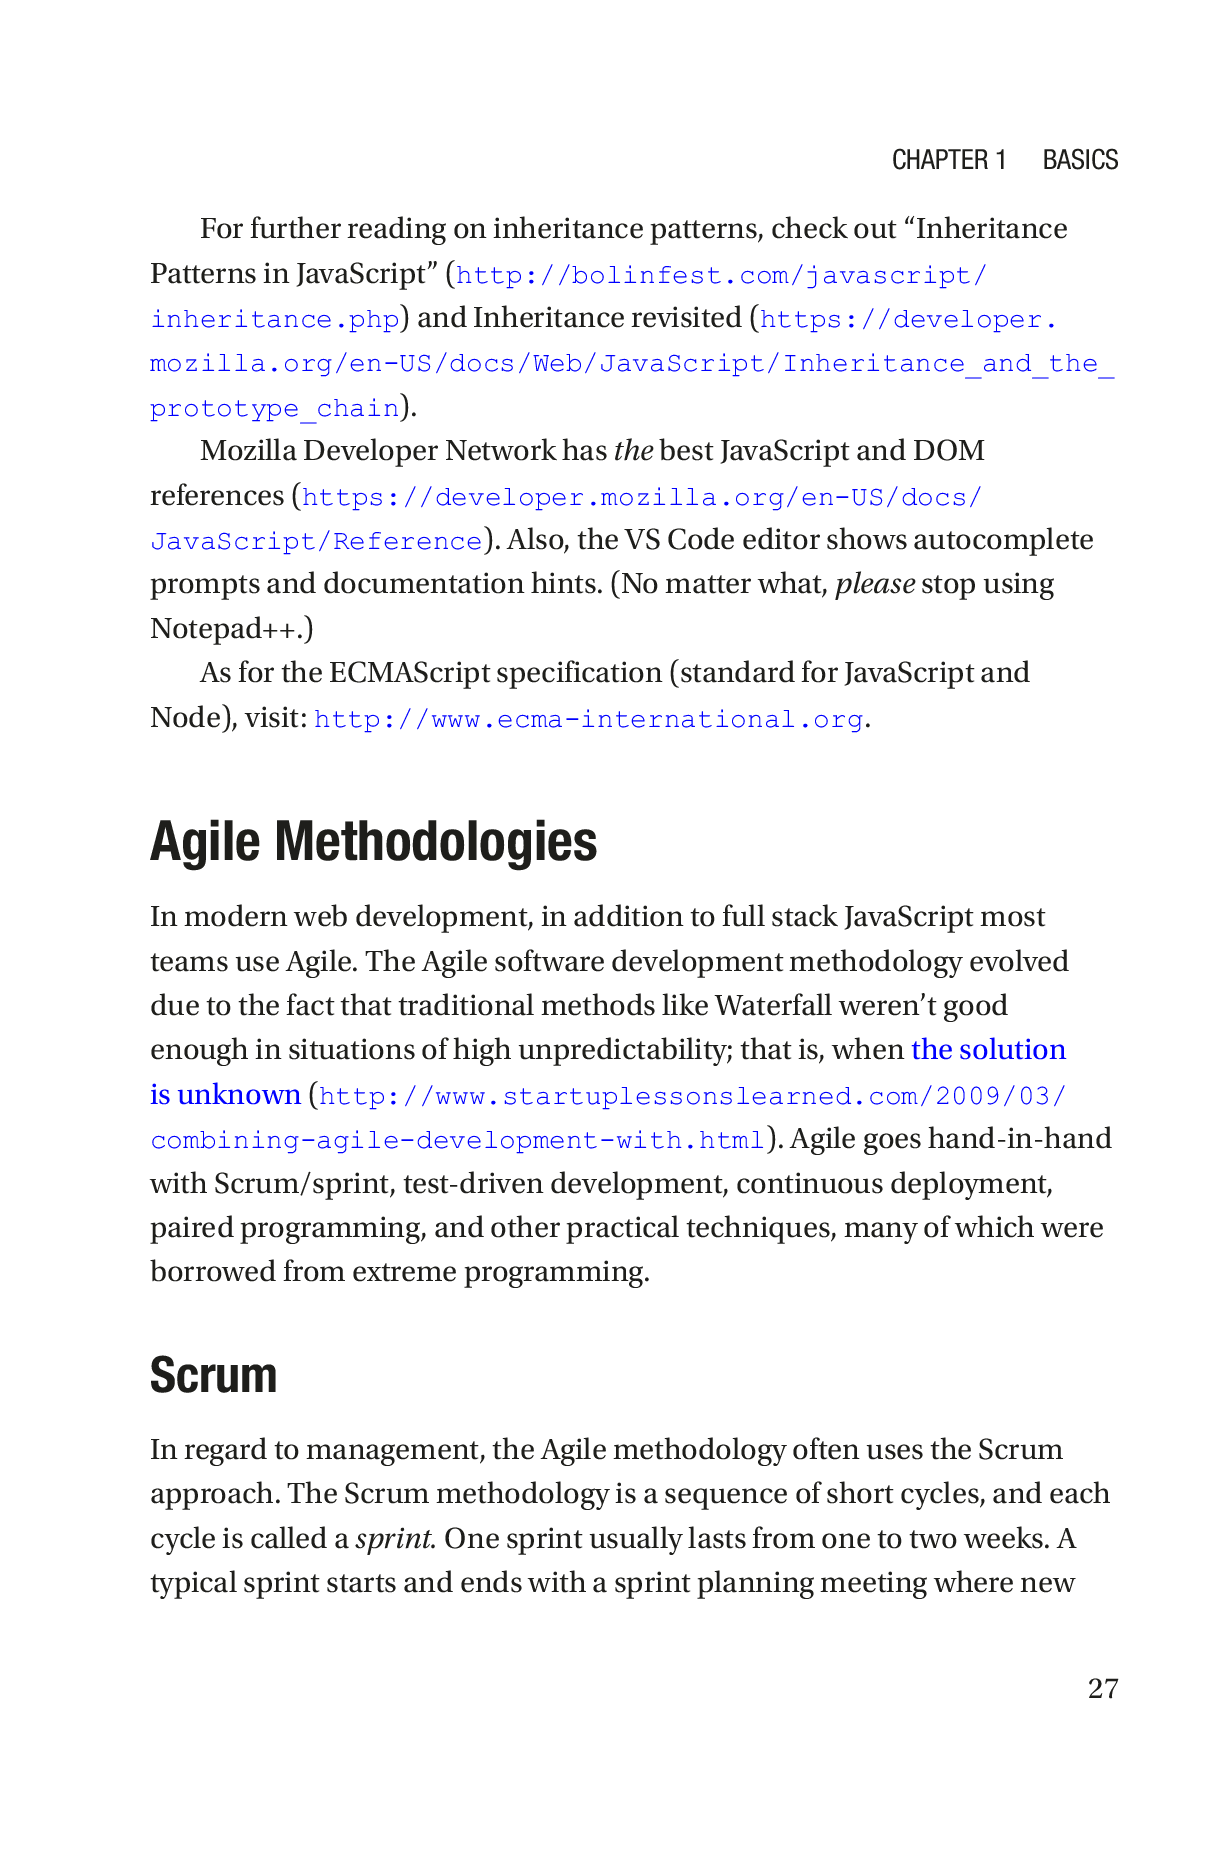 CHAPTER 1 BASICS
For further reading on inheritance patterns, check out “Inheritance
Patterns in JavaScript” (http://bolinfest.com/javascript/
inheritance.php) and Inheritance revisited (https://developer.
mozilla.org/en-US/docs/Web/JavaScript/Inheritance_and_the_
prototype_chain).
Mozilla Developer Network has the best JavaScript and DOM
references (https://developer.mozilla.org/en-US/docs/
JavaScript/Reference). Also, the VS Code editor shows autocomplete
prompts and documentation hints. (No matter what, please stop using
Notepad++.)
As for the ECMAScript specification (standard for JavaScript and
Node), visit: http://www.ecma-international.org.
Agile Methodologies
In modern web development, in addition to full stack JavaScript most
teams use Agile. The Agile software development methodology evolved
due to the fact that traditional methods like Waterfall weren’t good
enough in situations of high unpredictability; that is, when the solution
is unknown (http://www.startuplessonslearned.com/2009/03/
combining-agile-development-with.html). Agile goes hand-in-hand
with Scrum/sprint, test-driven development, continuous deployment,
paired programming, and other practical techniques, many of which were
borrowed from extreme programming.
Scrum
In regard to management, the Agile methodology often uses the Scrum
approach. The Scrum methodology is a sequence of short cycles, and each
cycle is called a sprint. One sprint usually lasts from one to two weeks. A
typical sprint starts and ends with a sprint planning meeting where new
27